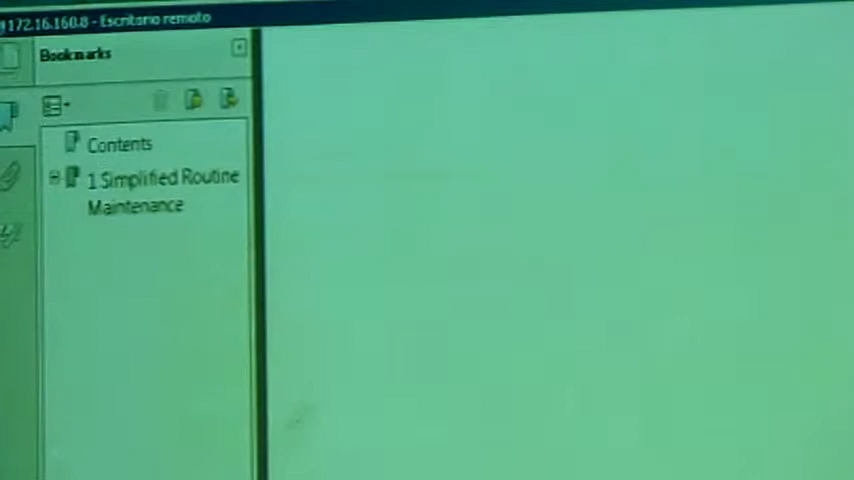 172.16.160.8 - Escritorio remoto
Bookmarks
Contents
1 Simplified Routine
Maintenance